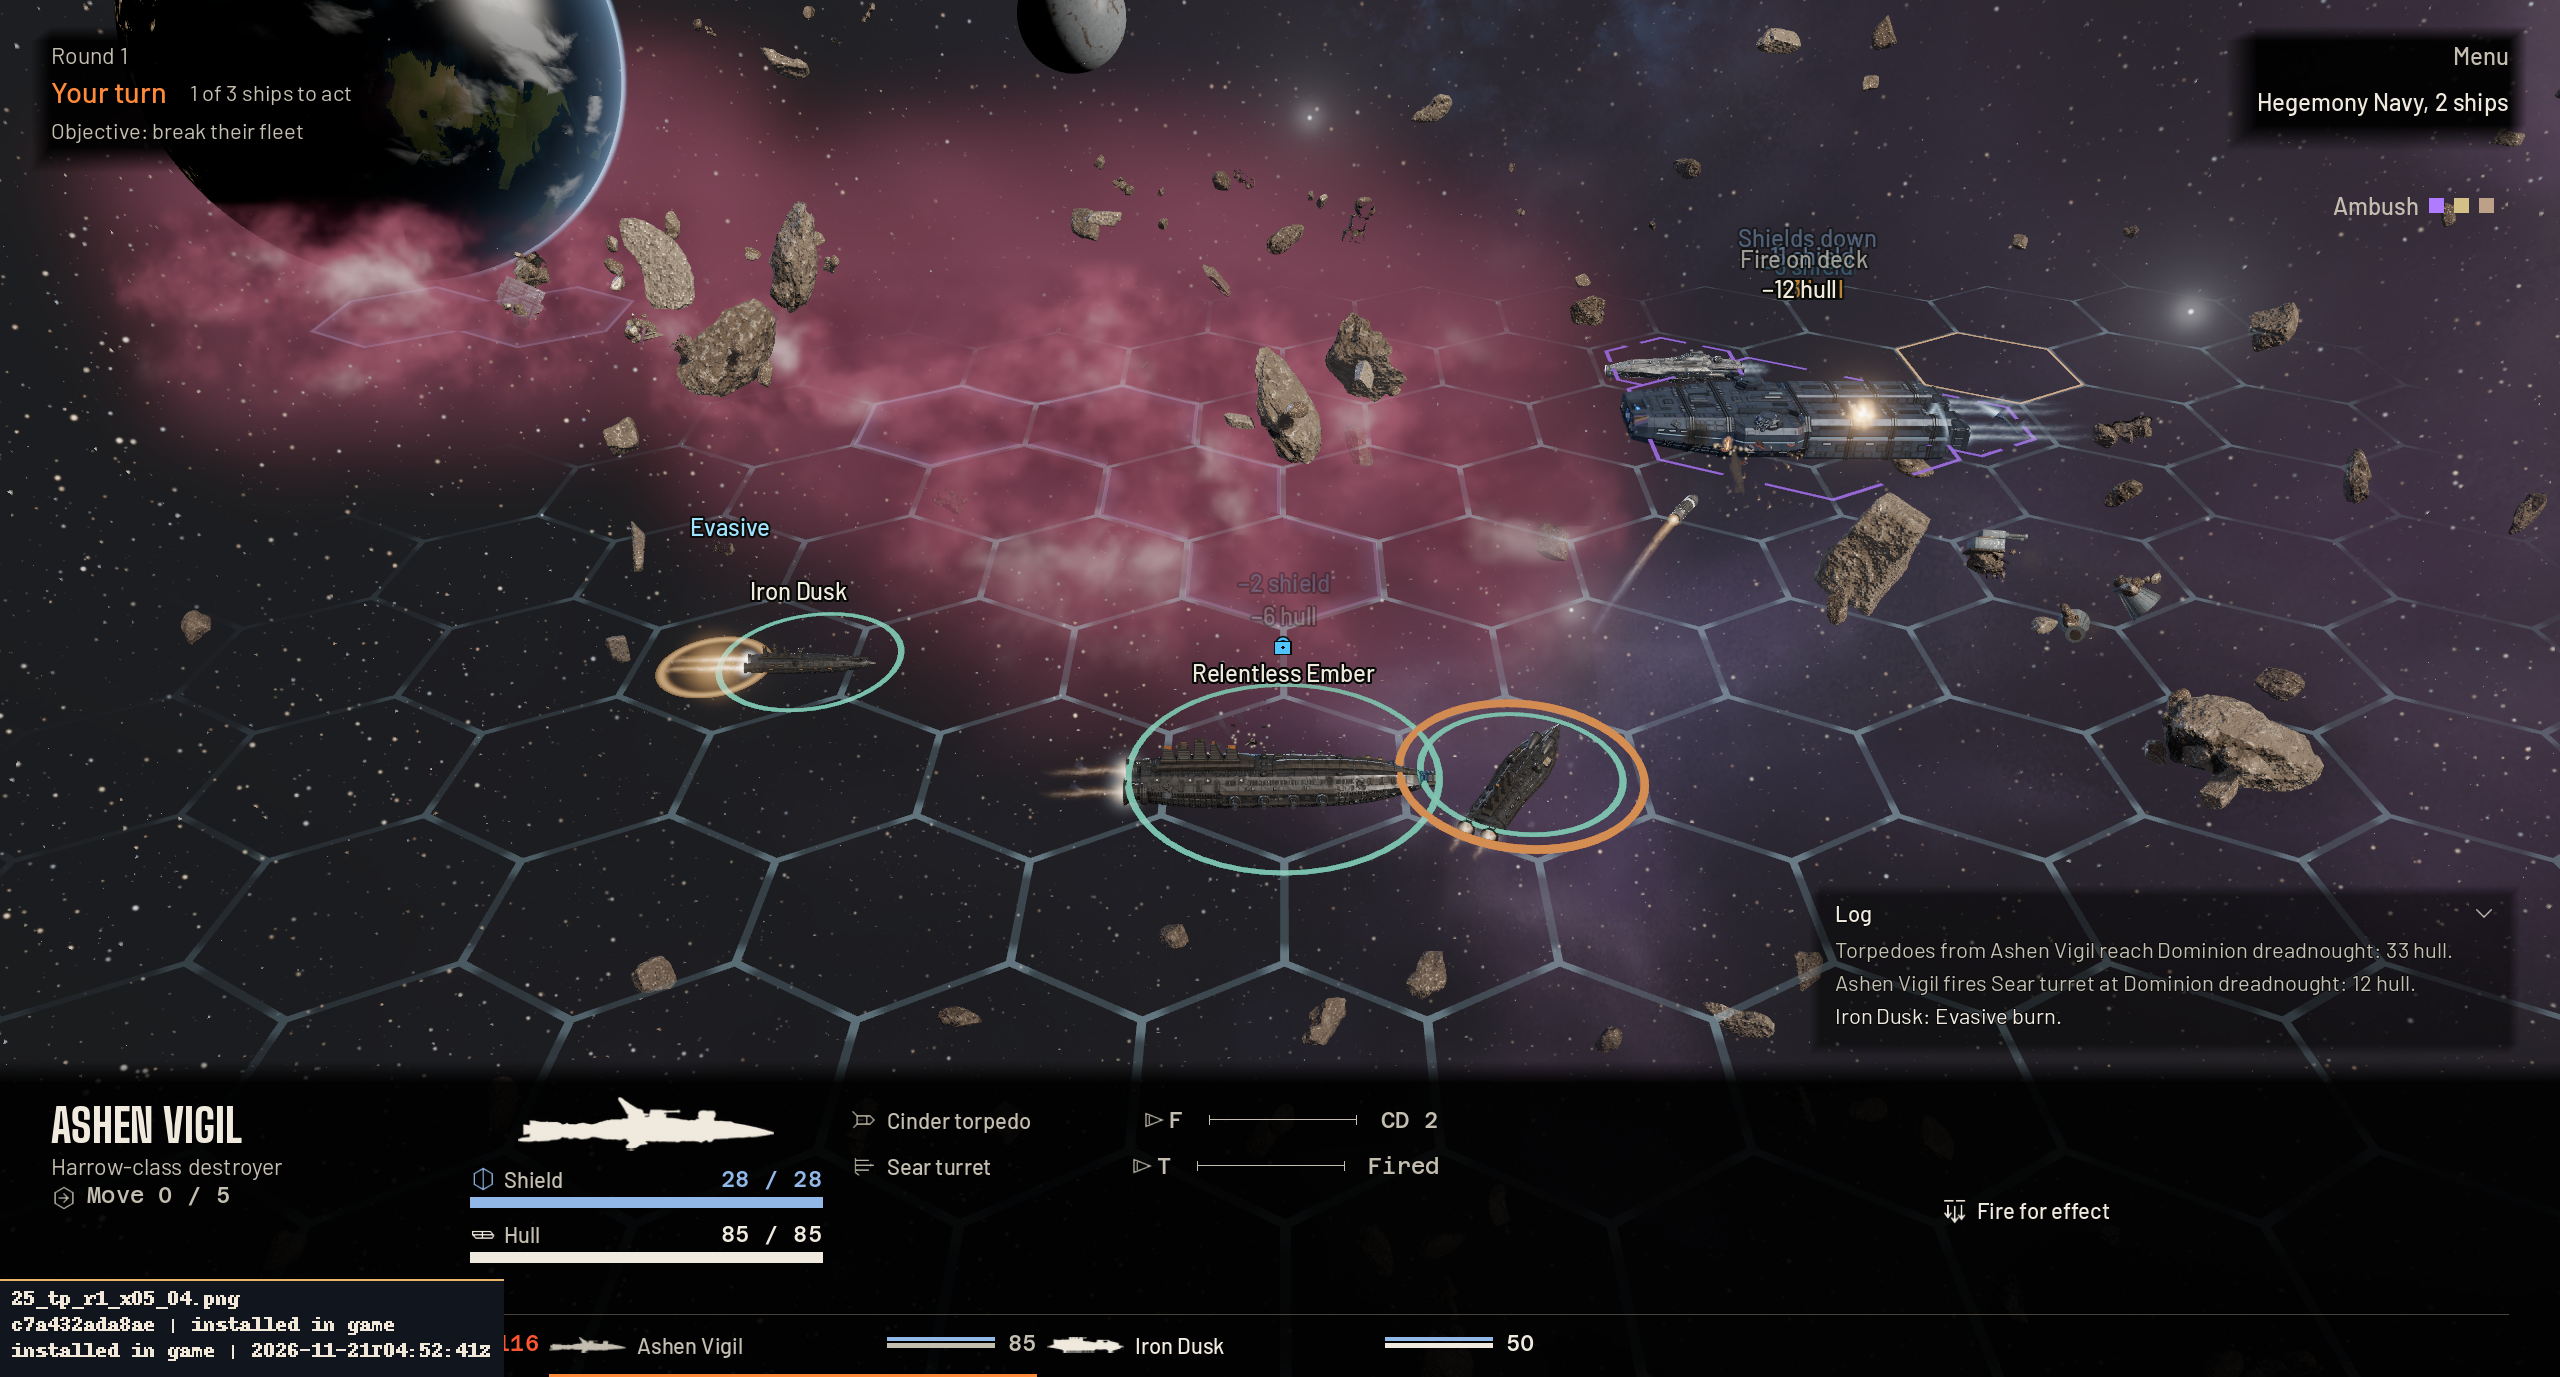 Round 1
Your turn 1 of 3 ships to act
Objective: break their fleet
Menu
Hegemony Navy, 2 ships
Ambush
Shields down
Fire on deck
−12 hull
Evasive
Iron Dusk
−2 shield
−6 hull
Relentless Ember
Log
Torpedoes from Ashen Vigil reach Dominion dreadnought: 33 hull.
Ashen Vigil fires Sear turret at Dominion dreadnought: 12 hull.
Iron Dusk: Evasive burn.
ASHEN VIGIL
Harrow-class destroyer
Move 0 / 5
Shield 28 / 28
Hull 85 / 85
Cinder torpedo F CD 2
Sear turret T Fired
Fire for effect
25_tp_r1_x05_04.png
c7a432ada8ae | installed in game
installed in game | 2026-11-21T04:52:41Z
116 Ashen Vigil 85 Iron Dusk 50